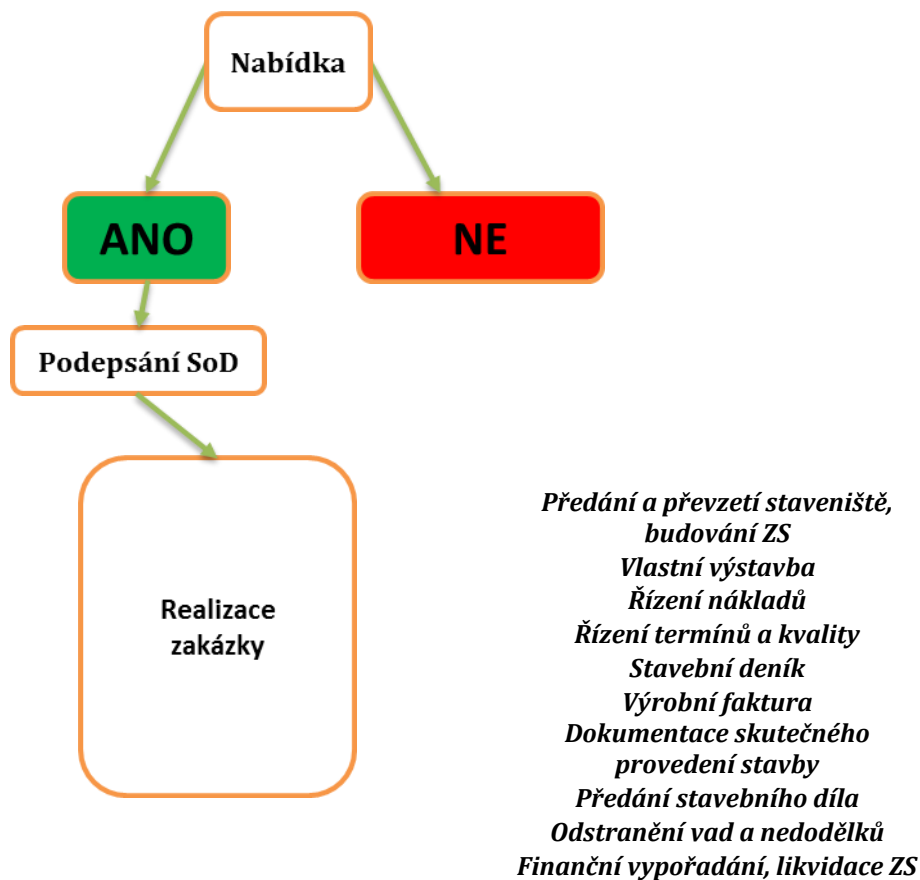 Nabídka
ANO
NE
Podepsání SoD
Realizace
zakázky
Předání a převzetí staveniště,
budování ZS
Vlastní výstavba
Řízení nákladů
Řízení termínů a kvality
Stavební deník
Výrobní faktura
Dokumentace skutečného
provedení stavby
Předání stavebního díla
Odstranění vad a nedodělků
Finanční vypořadání, likvidace ZS